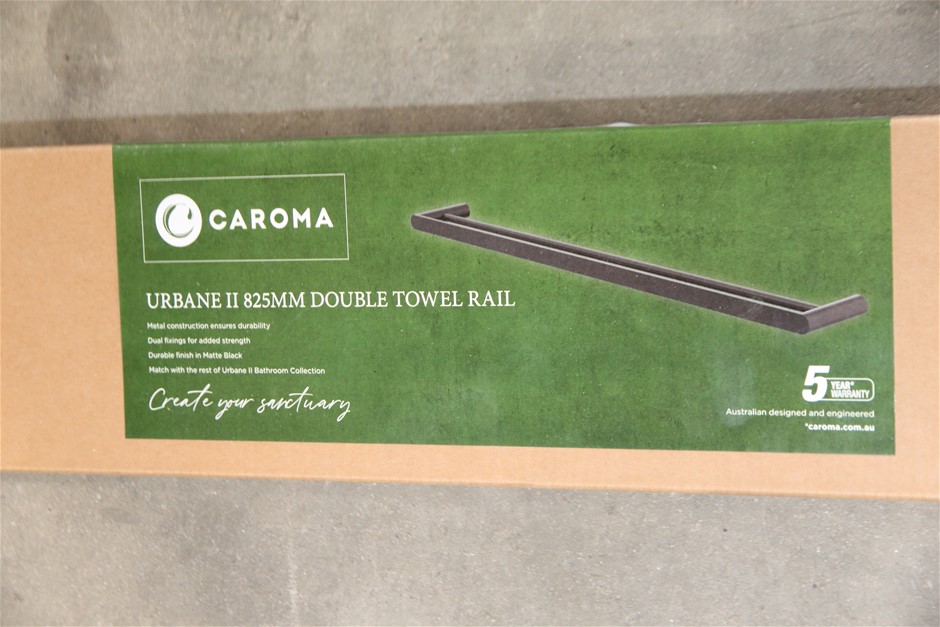 CAROMA
URBANE II 825MM DOUBLE TOWEL RAIL
Metal construction ensures durability
Dual fixings for added strength
Durable finish in Matte Black
Match with the rest of Urbane II Bathroom Collection
Create your sanctuary
5 YEAR*
WARRANTY
Australian designed and engineered
*caroma.com.au